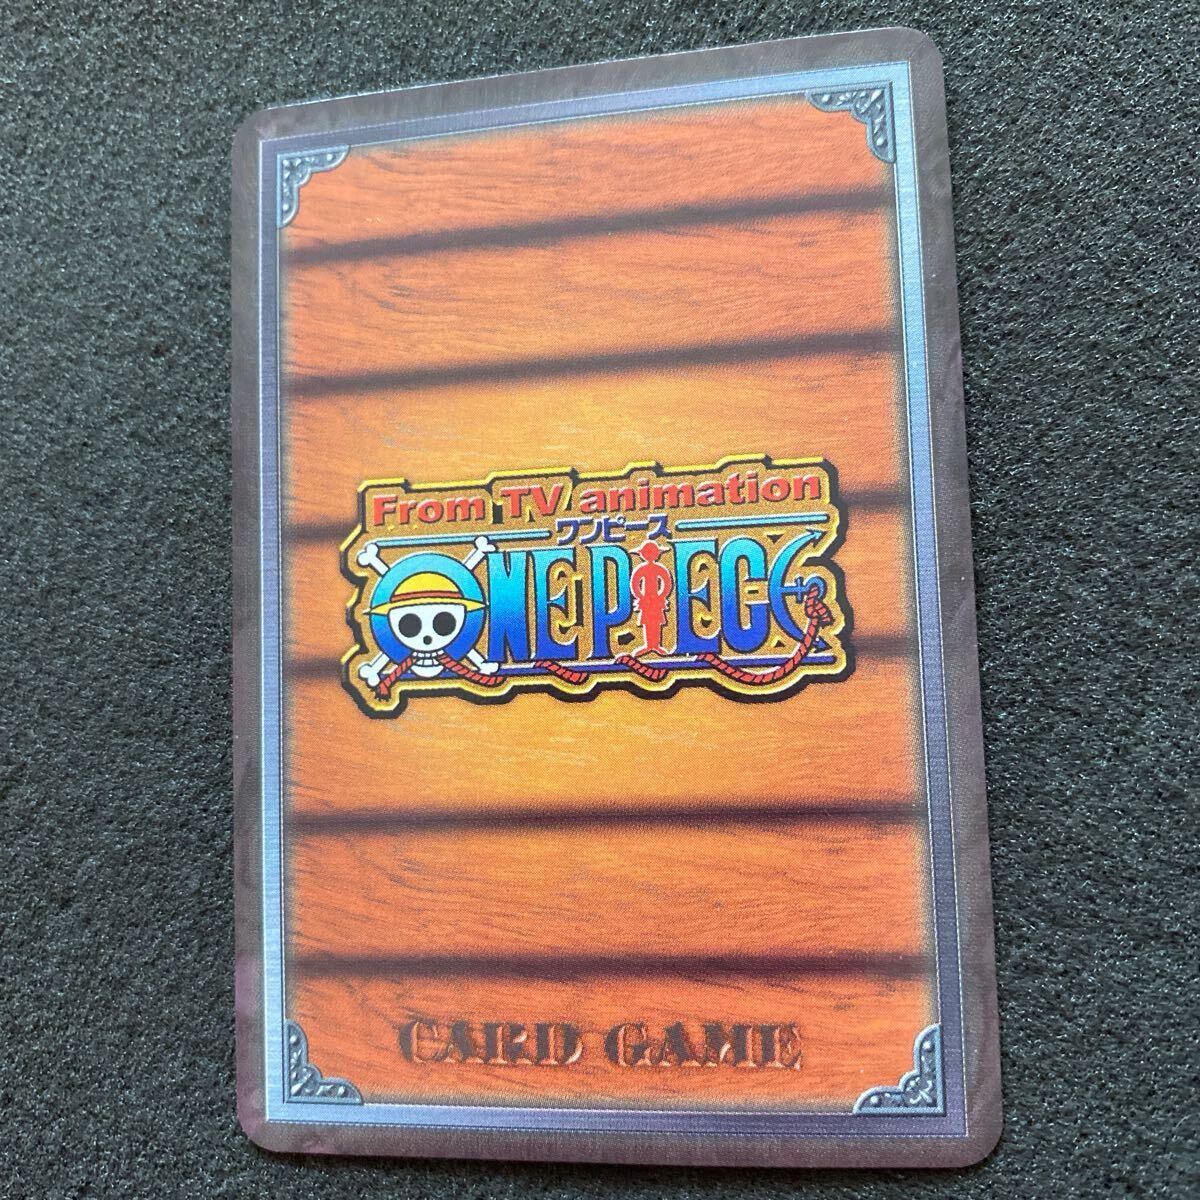 From TV animation
ワンピース
ONE PIECE
CARD GAME